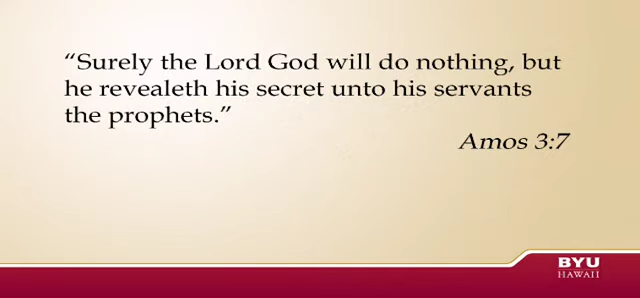 “Surely the Lord God will do nothing, but
he revealeth his secret unto his servants
the prophets.”
Amos 3:7
BYU
HAWAII